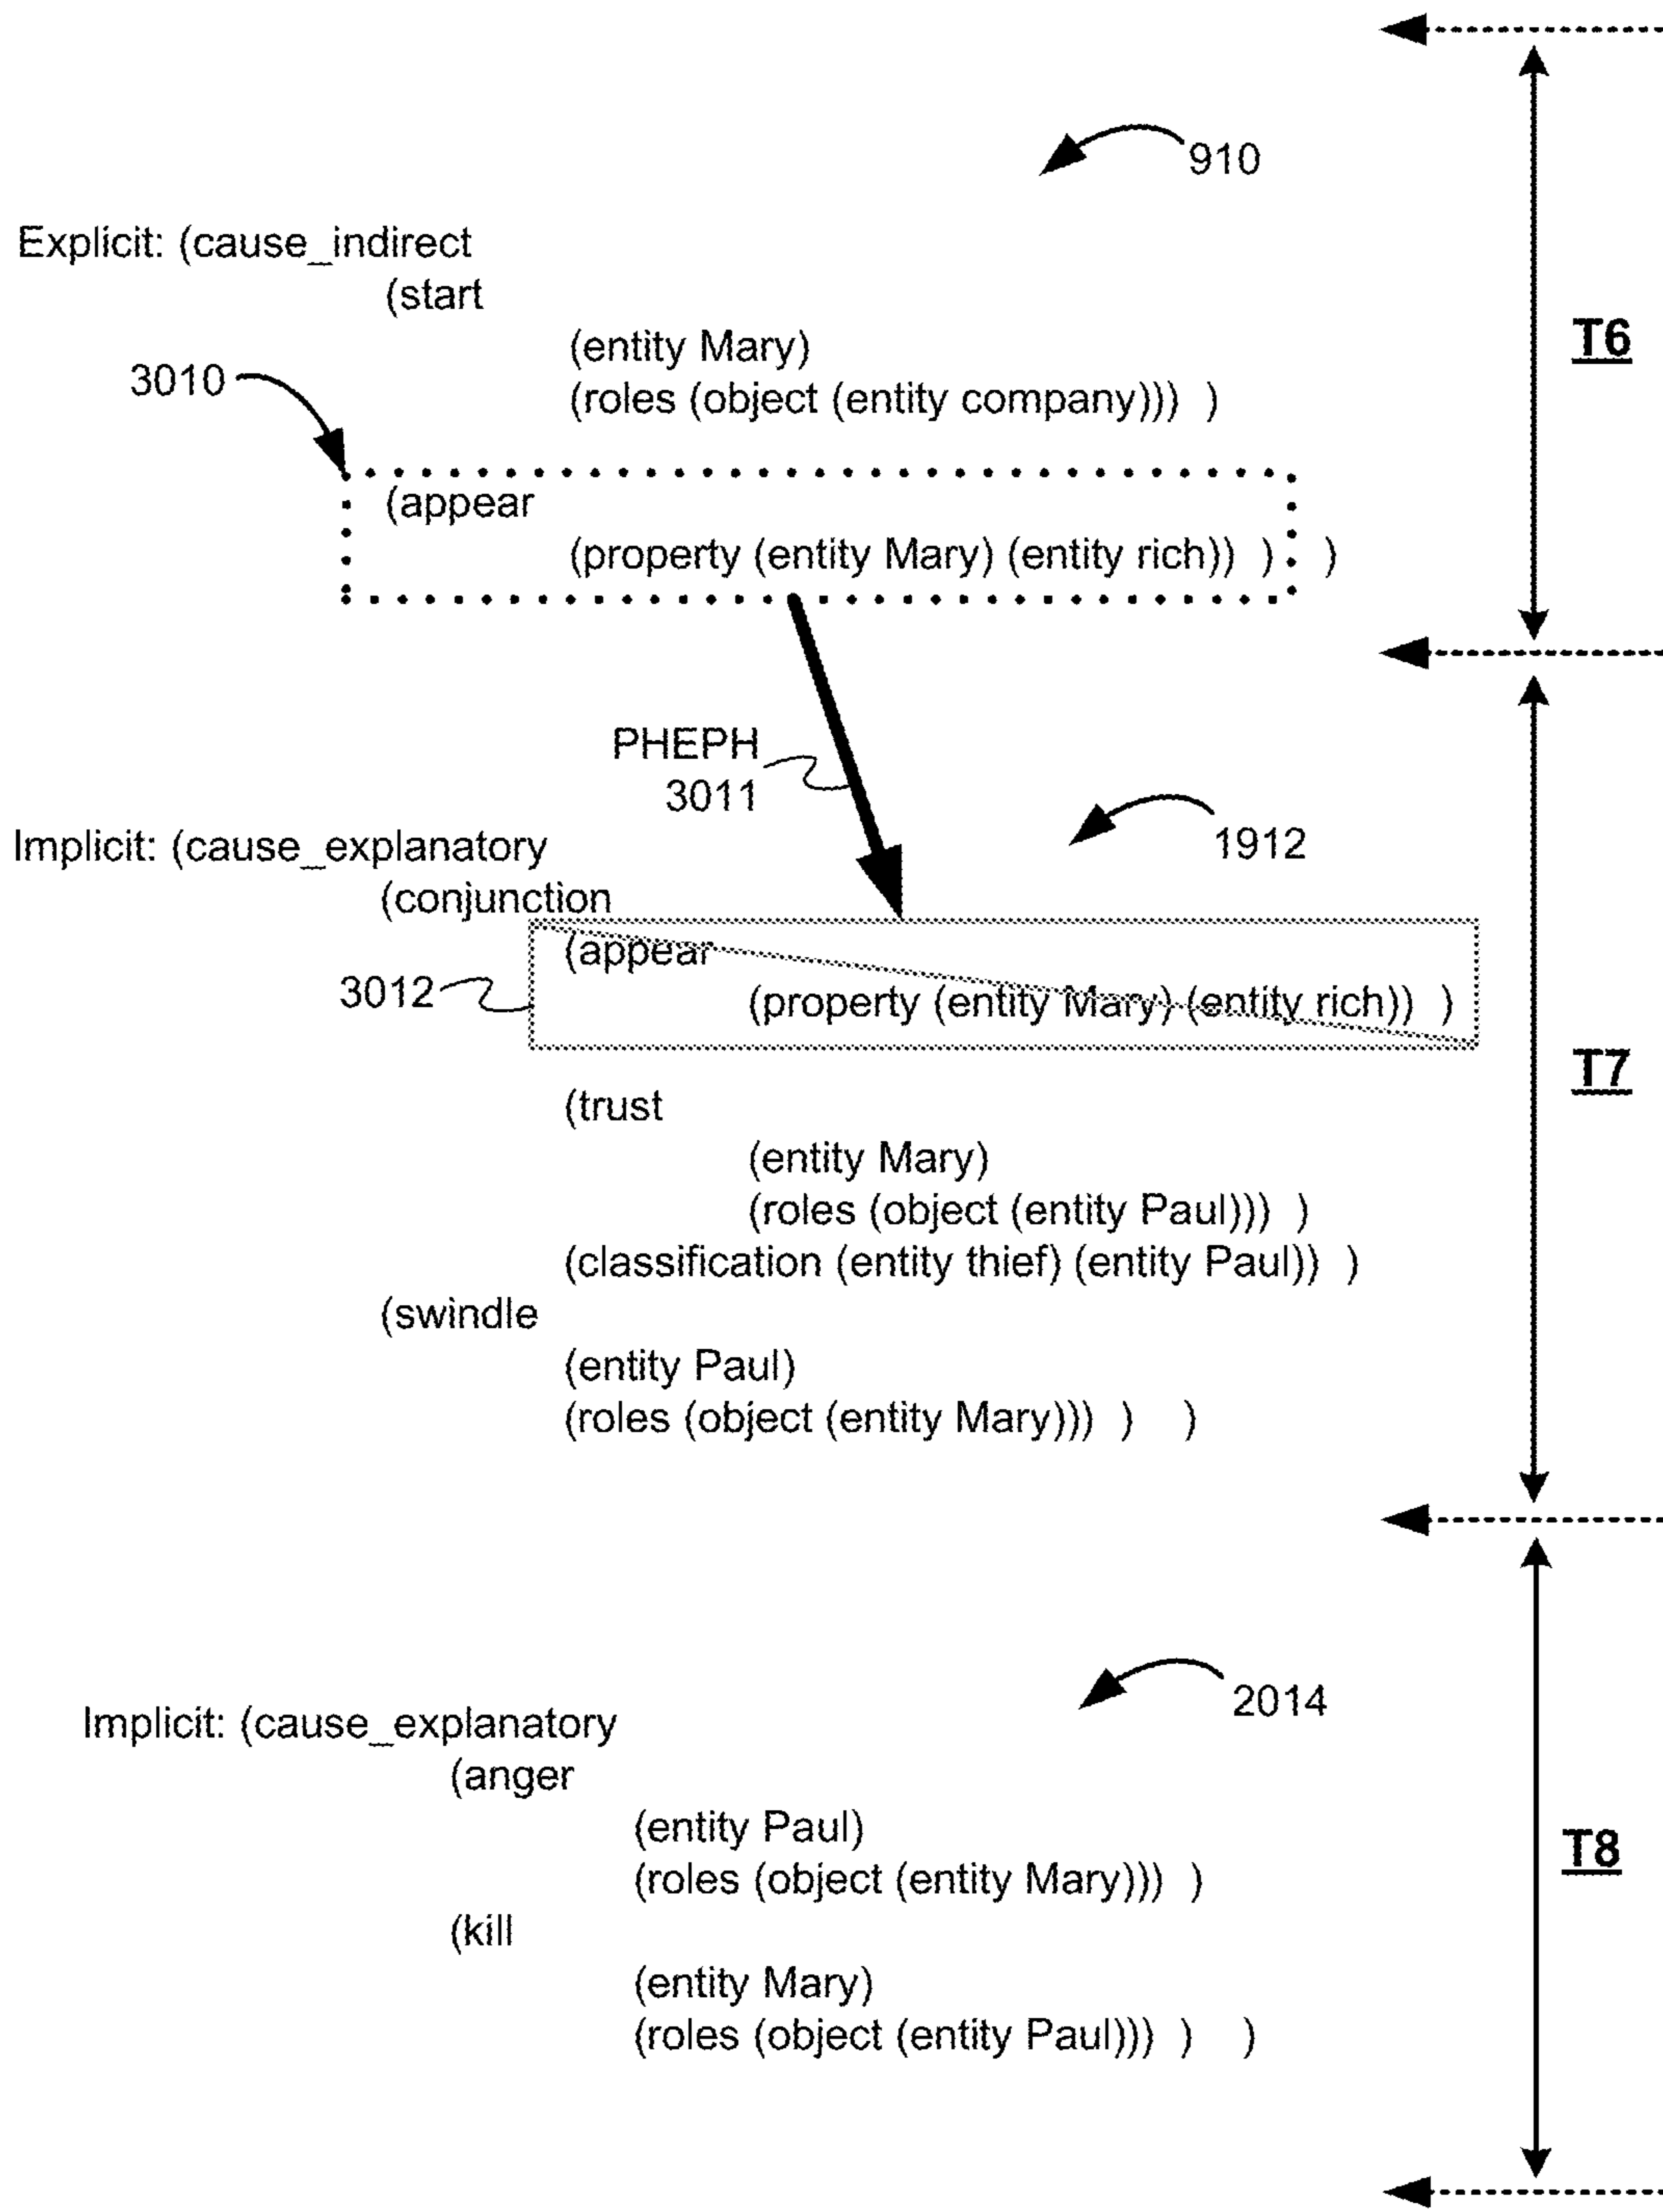 910
Explicit: (cause_indirect
(start
T6
(entity Mary)
3010
(roles (object (entity company))) )
(appear
(property (entity Mary) (entity rich)) ) )
PHEPH
3011
1912
Implicit: (cause_explanatory
(conjunction
(appear
3012
(property (entity Mary) (entity rich)) )
T7
(trust
(entity Mary)
(roles (object (entity Paul))) )
(classification (entity thief) (entity Paul)) )
(swindle
(entity Paul)
(roles (object (entity Mary))) ) )
2014
Implicit: (cause_explanatory
(anger
(entity Paul)
T8
(roles (object (entity Mary))) )
(kill
(entity Mary)
(roles (object (entity Paul))) ) )